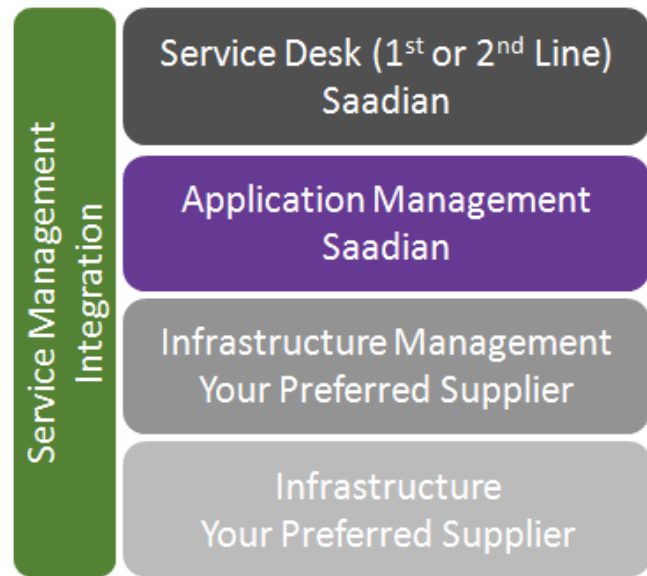 Service Management
Integration
Service Desk (1st or 2nd Line)
Saadian
Application Management
Saadian
Infrastructure Management
Your Preferred Supplier
Infrastructure
Your Preferred Supplier